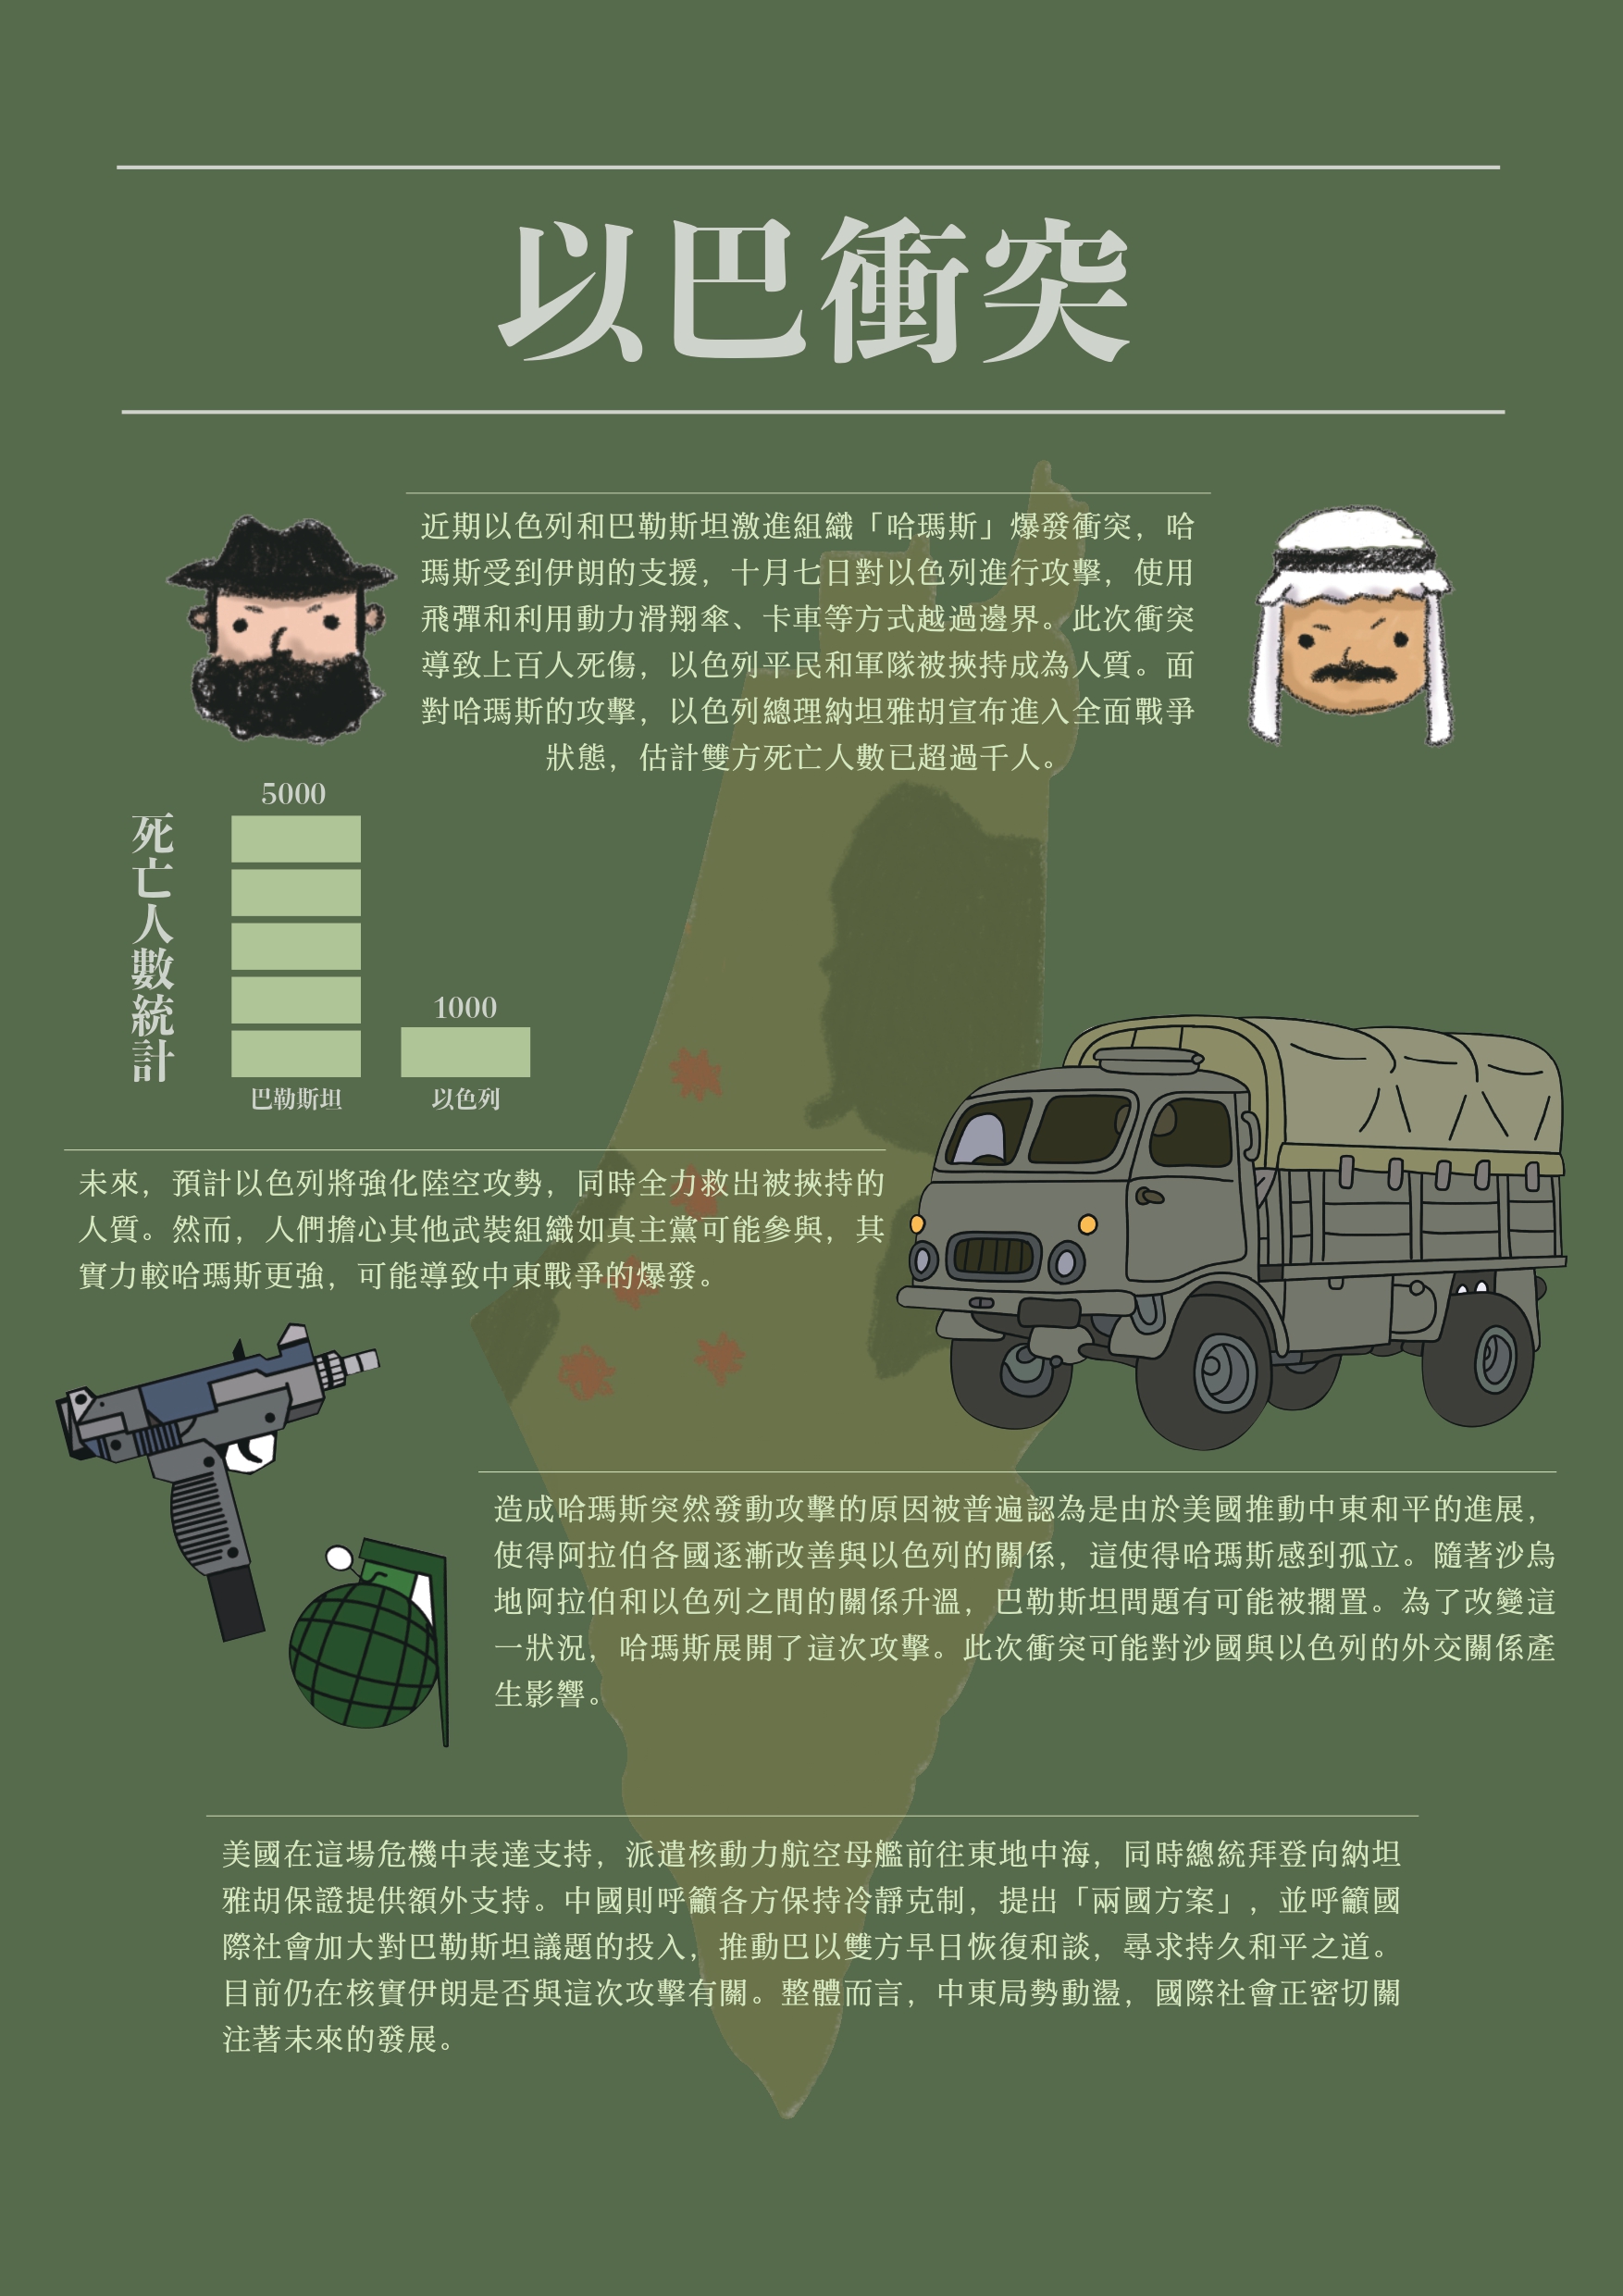 以巴衝突
近期以色列和巴勒斯坦激進組織「哈瑪斯」爆發衝突，哈
瑪斯受到伊朗的支援，十月七日對以色列進行攻擊，使用
飛彈和利用動力滑翔傘、卡車等方式越過邊界。此次衝突
導致上百人死傷，以色列平民和軍隊被挾持成為人質。面
對哈瑪斯的攻擊，以色列總理納坦雅胡宣布進入全面戰爭
狀態，估計雙方死亡人數已超過千人。
死亡人數統計
5000
1000
巴勒斯坦
以色列
未來，預計以色列將強化陸空攻勢，同時全力救出被挾持的
人質。然而，人們擔心其他武裝組織如真主黨可能參與，其
實力較哈瑪斯更強，可能導致中東戰爭的爆發。
造成哈瑪斯突然發動攻擊的原因被普遍認為是由於美國推動中東和平的進展，
使得阿拉伯各國逐漸改善與以色列的關係，這使得哈瑪斯感到孤立。隨著沙烏
地阿拉伯和以色列之間的關係升溫，巴勒斯坦問題有可能被擱置。為了改變這
一狀況，哈瑪斯展開了這次攻擊。此次衝突可能對沙國與以色列的外交關係產
生影響。
美國在這場危機中表達支持，派遣核動力航空母艦前往東地中海，同時總統拜登向納坦
雅胡保證提供額外支持。中國則呼籲各方保持冷靜克制，提出「兩國方案」，並呼籲國
際社會加大對巴勒斯坦議題的投入，推動巴以雙方早日恢復和談，尋求持久和平之道。
目前仍在核實伊朗是否與這次攻擊有關。整體而言，中東局勢動盪，國際社會正密切關
注著未來的發展。